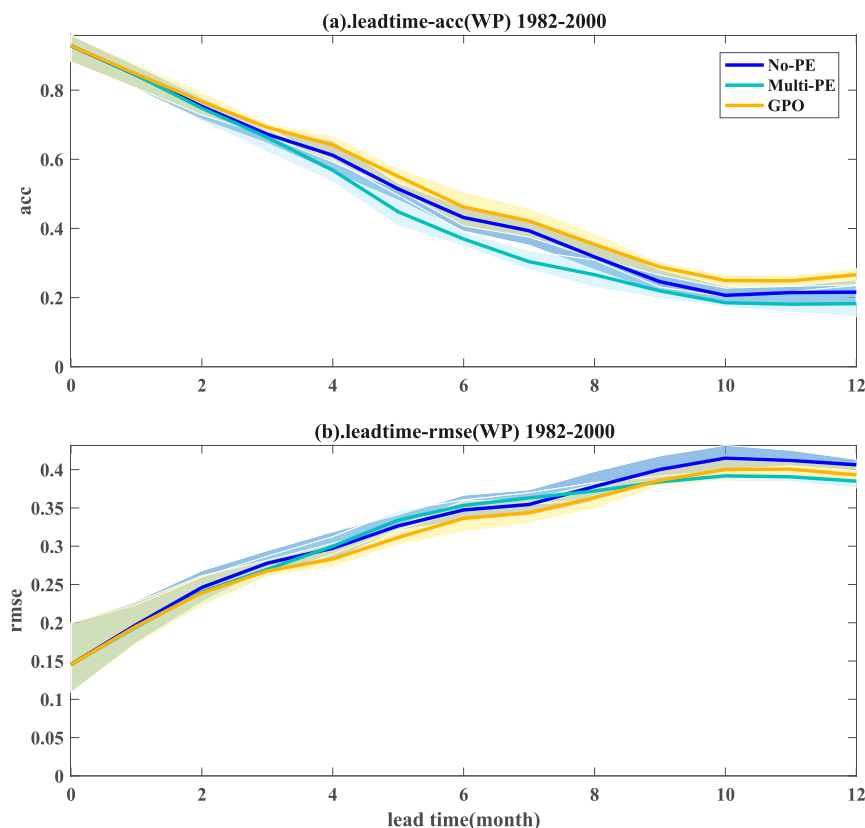 (a).leadtime-acc(WP) 1982-2000
No-PE
Multi-PE
GPO
0.8
0.6
0.4
0.2
0
acc
0 2 4 6 8 10 12
(b).leadtime-rmse(WP) 1982-2000
0.4
0.35
0.3
0.25
0.2
0.15
0.1
0.05
0
rmse
0 2 4 6 8 10 12
lead time(month)